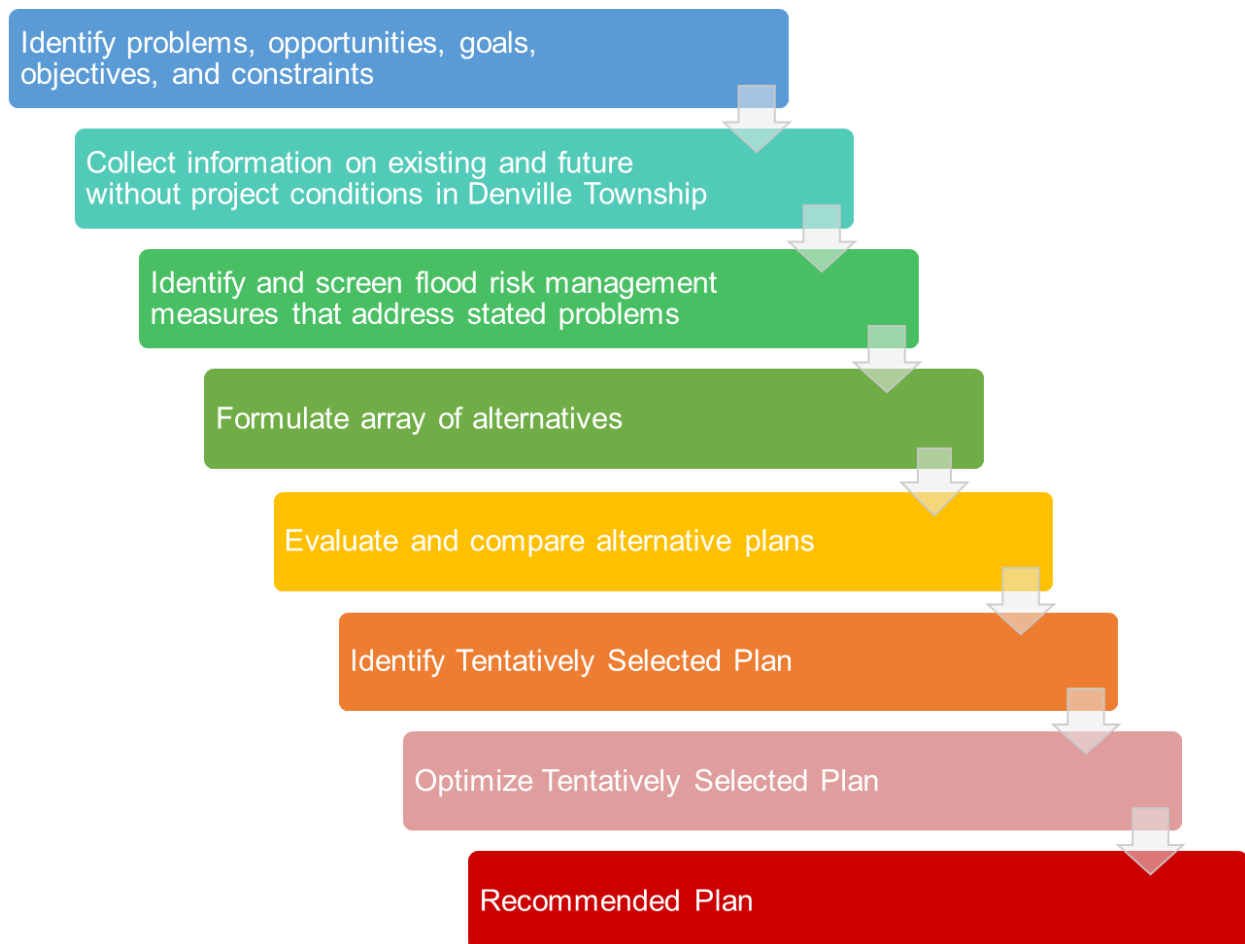 Identify problems, opportunities, goals,
objectives, and constraints
Collect information on existing and future
without project conditions in Denville Township
Identify and screen flood risk management
measures that address stated problems
Formulate array of alternatives
Evaluate and compare alternative plans
Identify Tentatively Selected Plan
Optimize Tentatively Selected Plan
Recommended Plan